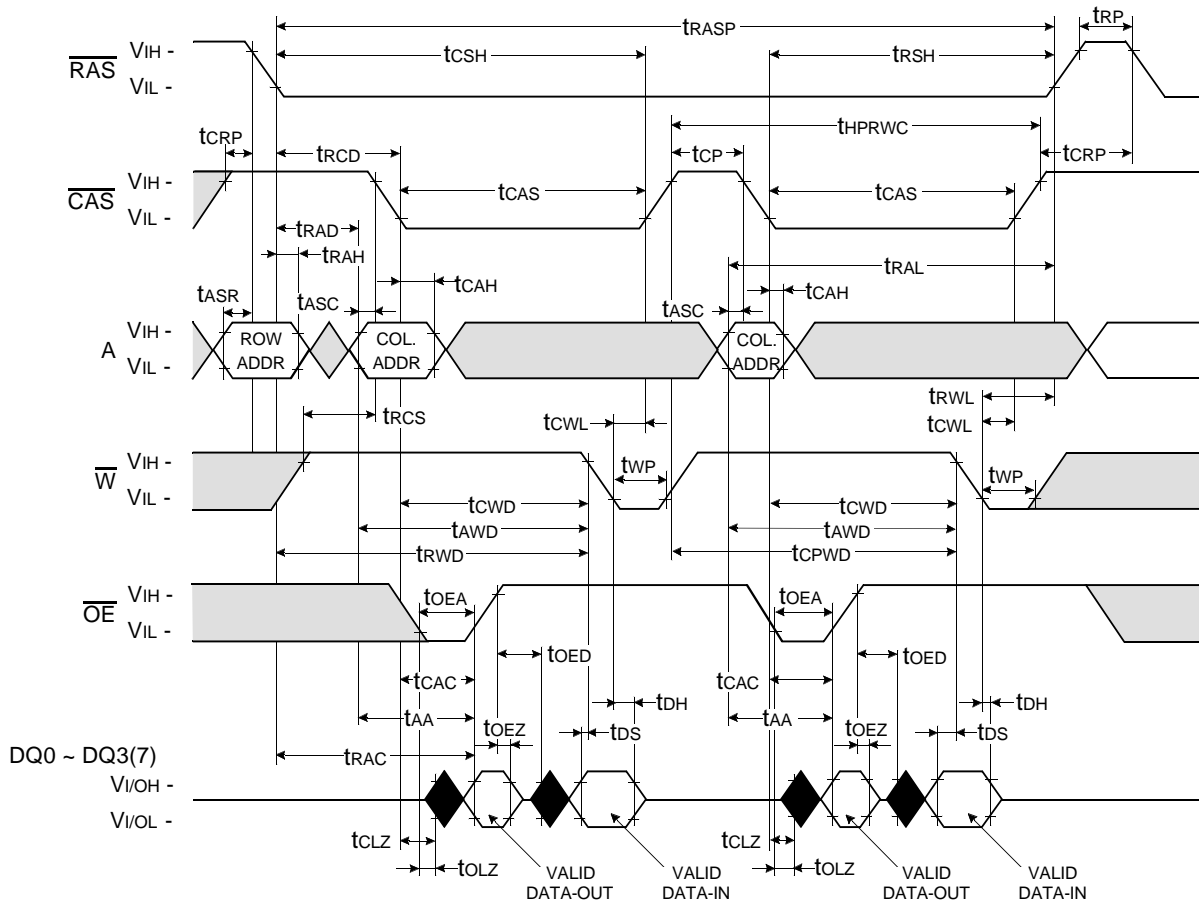 tRASP
tRP
tCSH
tRSH
RAS
VIH -
VIL -
tHPRWC
tCRP
tRCD
tCP
tCRP
CAS
VIH -
VIL -
tCAS
tCAS
tRAD
tRAH
tRAL
tCAH
tCAH
tASR
tASC
tASC
A
VIH -
VIL -
ROW
ADDR
COL.
ADDR
COL.
ADDR
tRWL
tRCS
tCWL
tCWL
W
VIH -
VIL -
tWP
tWP
tCWD
tCWD
tAWD
tAWD
tRWD
tCPWD
OE
VIH -
VIL -
tOEA
tOEA
tOED
tOED
tCAC
tCAC
tDH
tDH
tAA
tAA
tOEZ
tDS
tOEZ
tDS
tRAC
DQ0 ~ DQ3(7)
VI/OH -
VI/OL -
tCLZ
tCLZ
tOLZ
tOLZ
VALID
DATA-OUT
VALID
DATA-IN
VALID
DATA-OUT
VALID
DATA-IN